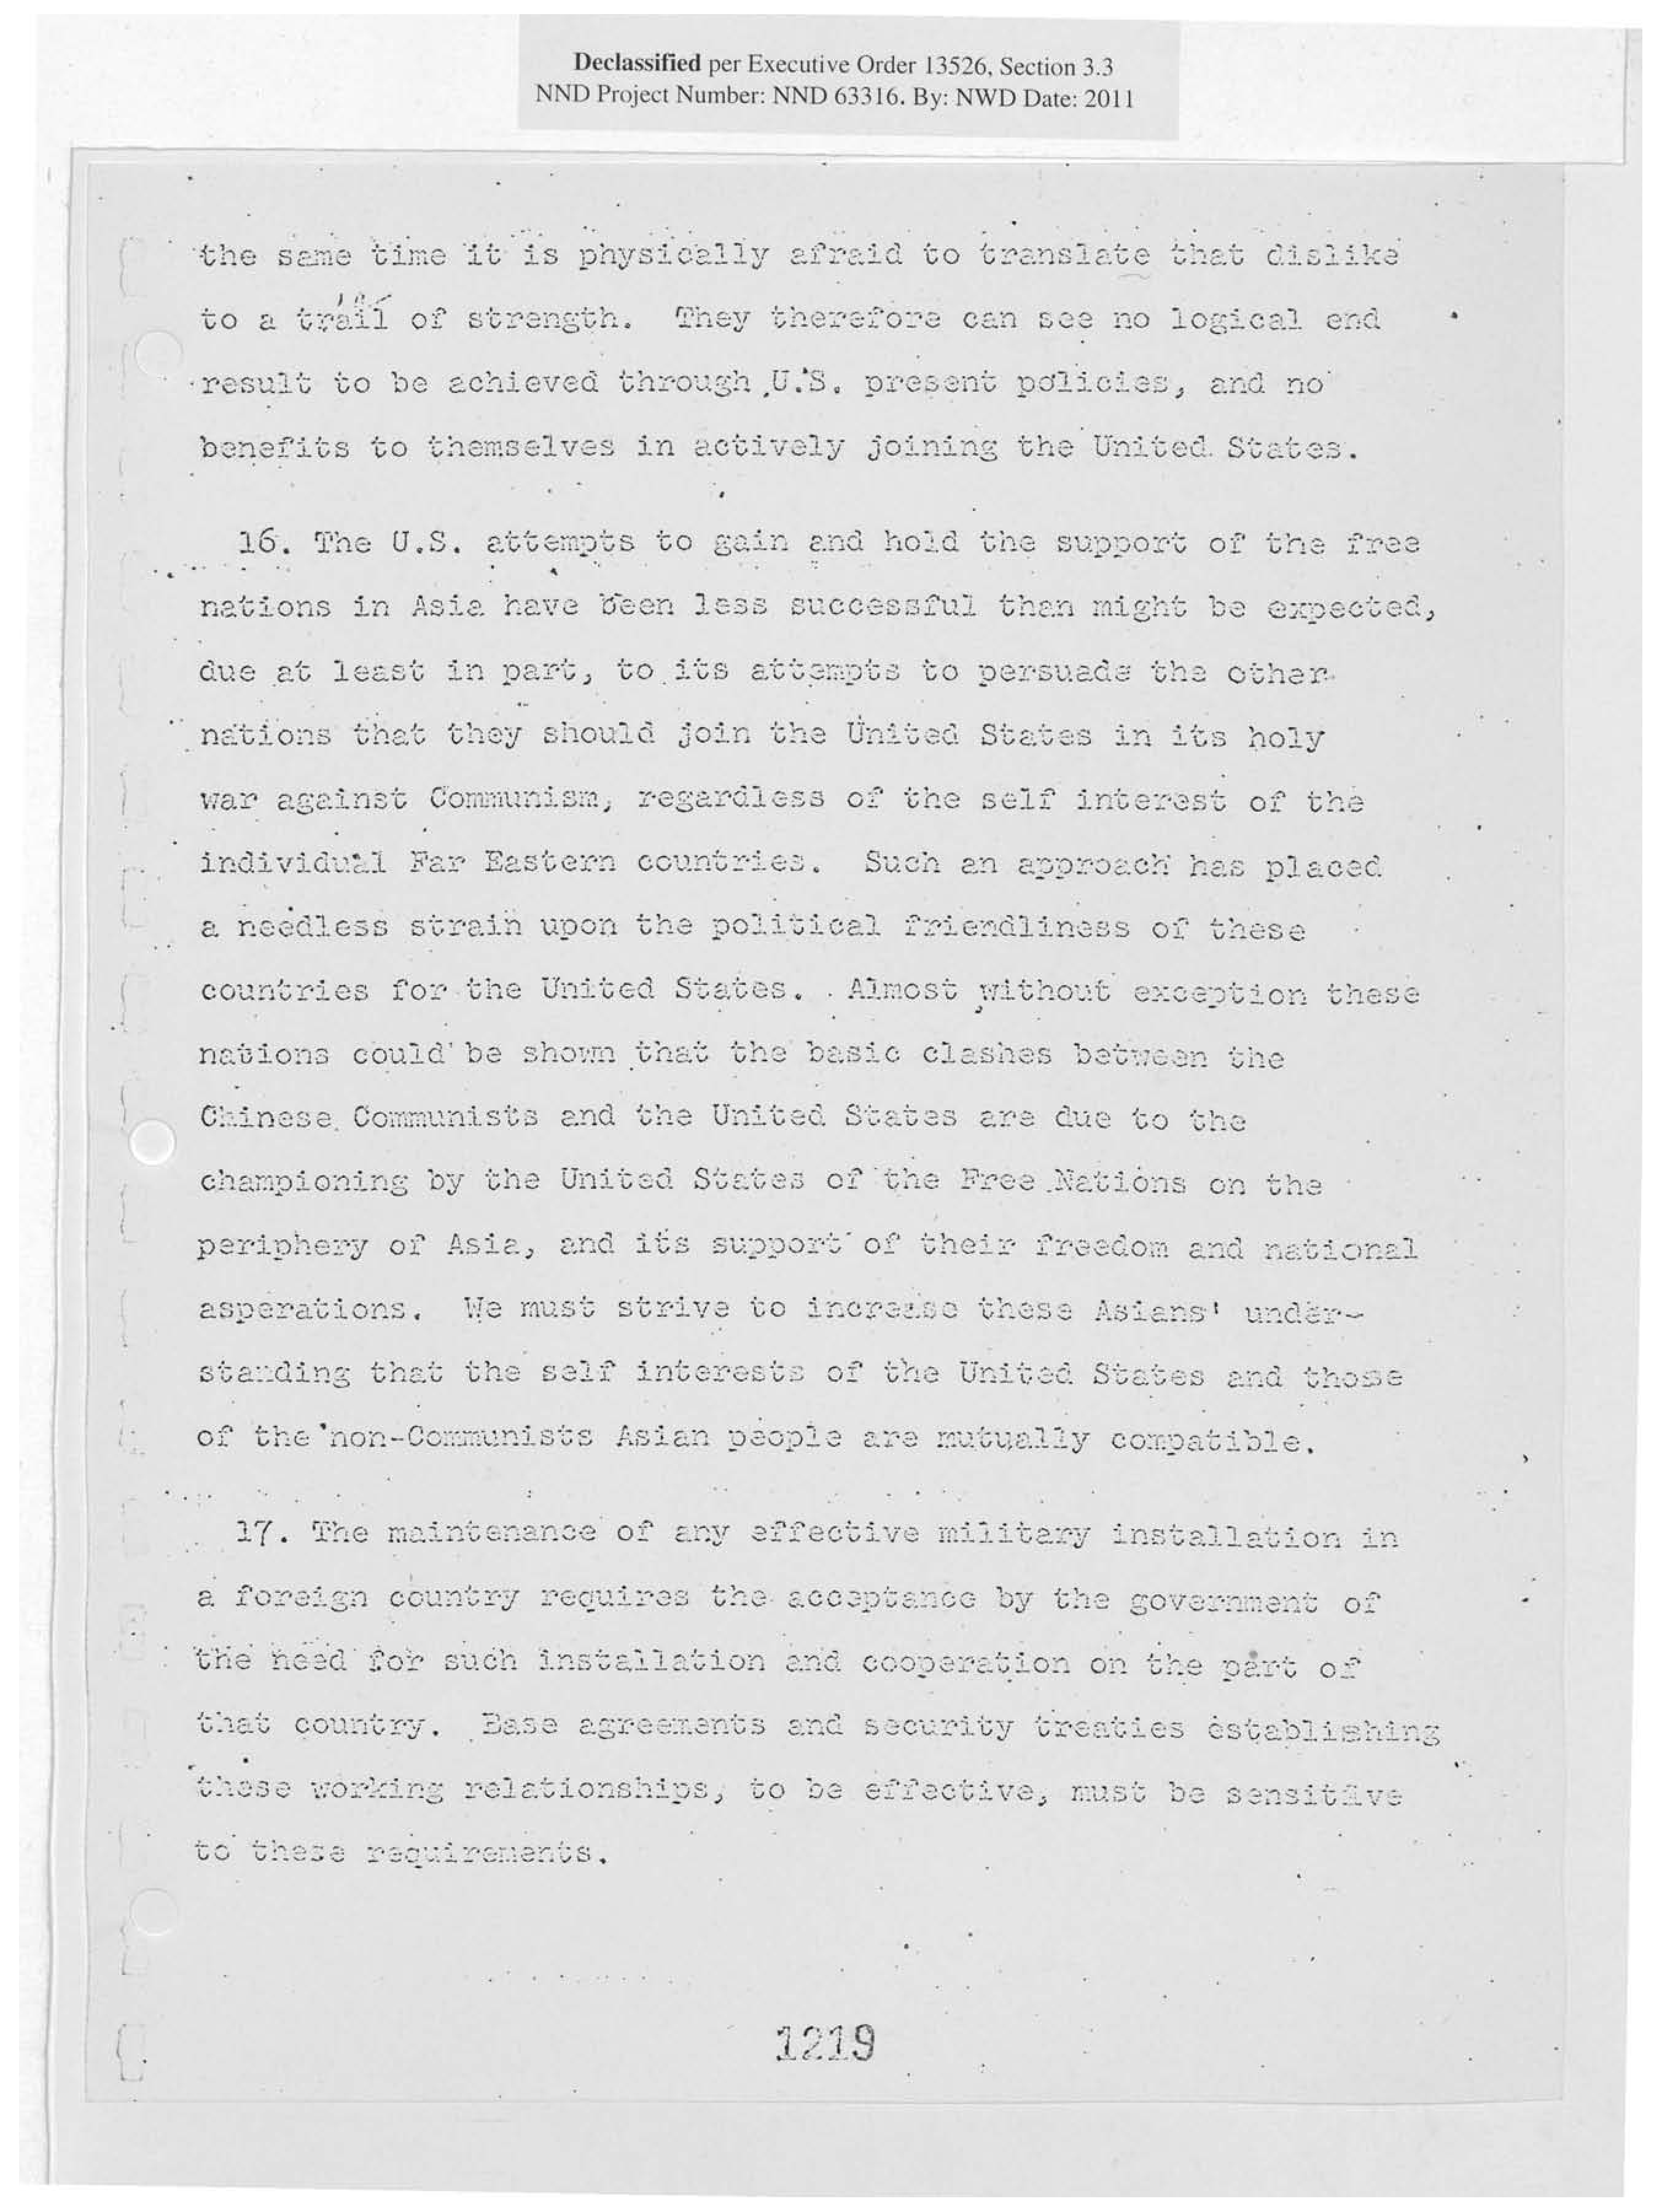 Declassified per Executive Order 13526, Section 3.3
NND Project Number: NND 63316. By: NWD Date: 2011
the same time it is physically afraid to translate that dislike
to a trail of strength. They therefore can see no logical end
result to be achieved through U.S. present policies, and no
benefits to themselves in actively joining the United States.
16. The U.S. attempts to gain and hold the support of the free
nations in Asia have been less successful than might be expected,
due at least in part, to its attempts to persuade the other
nations that they should join the United States in its holy
war against Communism, regardless of the self interest of the
individual Far Eastern countries. Such an approach has placed
a needless strain upon the political friendliness of these
countries for the United States. Almost without exception these
nations could be shown that the basic clashes between the
Chinese Communists and the United States are due to the
championing by the United States of the Free Nations on the
periphery of Asia, and its support of their freedom and national
asperations. We must strive to increase these Asians' under-
standing that the self interests of the United States and those
of the non-Communists Asian people are mutually compatible.
17. The maintenance of any effective military installation in
a foreign country requires the acceptance by the government of
the need for such installation and cooperation on the part of
that country. Base agreements and security treaties establishing
these working relationships, to be effective, must be sensitive
to these requirements.
1219